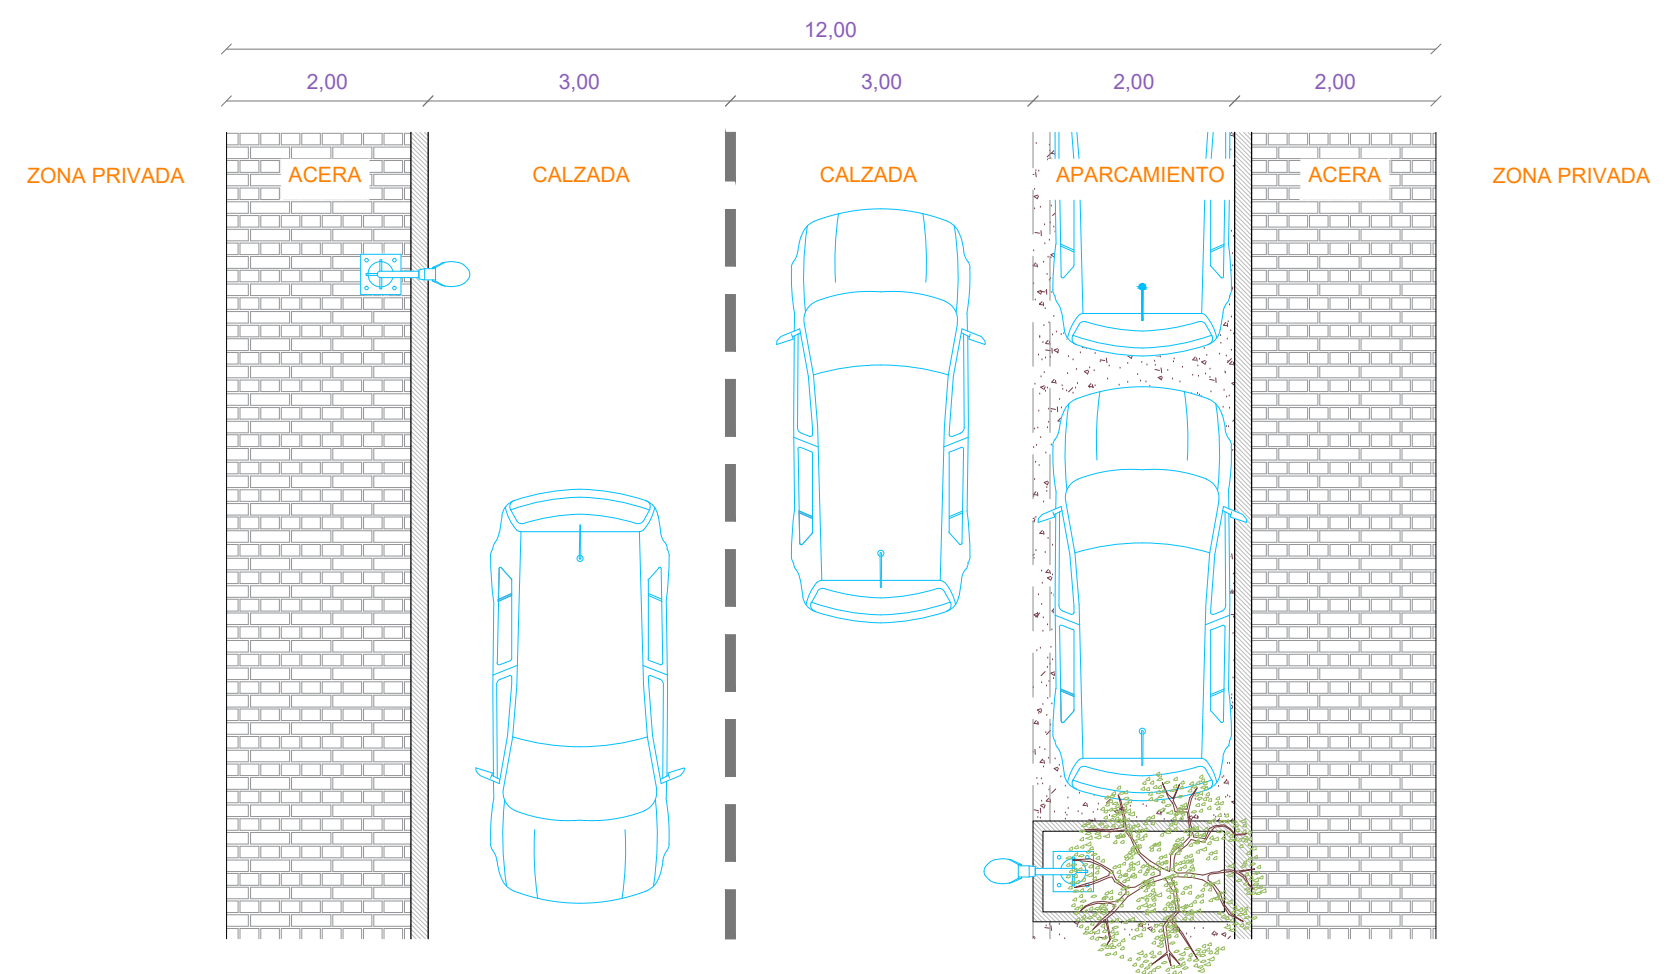 12,00
2,00 3,00 3,00 2,00 2,00
ZONA PRIVADA ACERA CALZADA CALZADA APARCAMIENTO ACERA ZONA PRIVADA